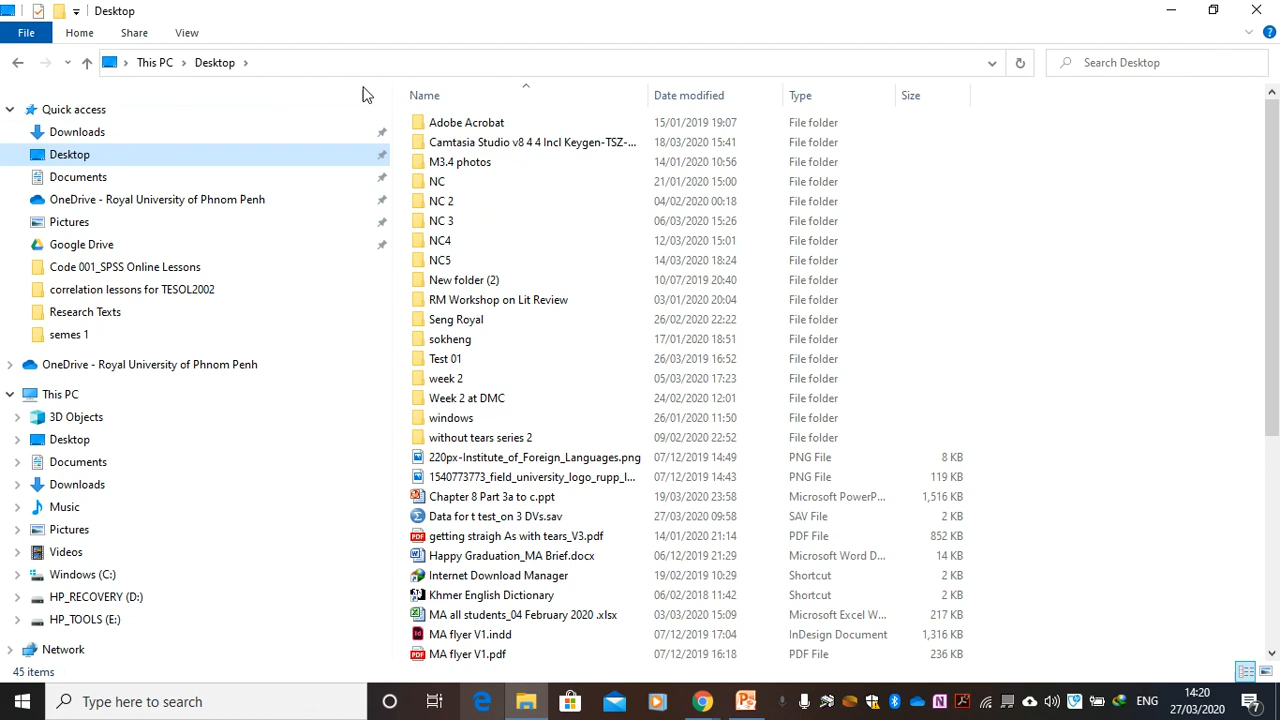 Desktop
File Home Share View
This PC Desktop Search Desktop
Name Date modified Type Size
Quick access
Downloads
Desktop
Documents
OneDrive - Royal University of Phnom Penh
Pictures
Google Drive
Code 001_SPSS Online Lessons
correlation lessons for TESOL2002
Research Texts
semes 1
OneDrive - Royal University of Phnom Penh
This PC
3D Objects
Desktop
Documents
Downloads
Music
Pictures
Videos
Windows (C:)
HP_RECOVERY (D:)
HP_TOOLS (E:)
Network
Adobe Acrobat 15/01/2019 19:07 File folder
Camtasia Studio v8 4 4 Incl Keygen-TSZ-... 18/03/2020 15:41 File folder
M3.4 photos 14/01/2020 10:56 File folder
NC 21/01/2020 15:00 File folder
NC 2 04/02/2020 00:18 File folder
NC 3 06/03/2020 15:26 File folder
NC4 12/03/2020 15:01 File folder
NC5 14/03/2020 18:24 File folder
New folder (2) 10/07/2019 20:40 File folder
RM Workshop on Lit Review 03/01/2020 20:04 File folder
Seng Royal 26/02/2020 22:22 File folder
sokheng 17/01/2020 18:51 File folder
Test 01 26/03/2019 16:52 File folder
week 2 05/03/2020 17:23 File folder
Week 2 at DMC 24/02/2020 12:01 File folder
windows 26/01/2020 11:50 File folder
without tears series 2 09/02/2020 22:52 File folder
220px-Institute_of_Foreign_Languages.png 07/12/2019 14:49 PNG File 8 KB
1540773773_field_university_logo_rupp_l... 07/12/2019 14:43 PNG File 119 KB
Chapter 8 Part 3a to c.ppt 19/03/2020 23:58 Microsoft PowerP... 1,516 KB
Data for t test_on 3 DVs.sav 27/03/2020 09:58 SAV File 2 KB
getting straigh As with tears_V3.pdf 14/01/2020 21:14 PDF File 852 KB
Happy Graduation_MA Brief.docx 06/12/2019 21:29 Microsoft Word D... 14 KB
Internet Download Manager 19/02/2019 10:29 Shortcut 2 KB
Khmer English Dictionary 06/02/2018 11:42 Shortcut 2 KB
MA all students_04 February 2020 .xlsx 03/03/2020 15:09 Microsoft Excel W... 217 KB
MA flyer V1.indd 07/12/2019 17:04 InDesign Document 1,316 KB
MA flyer V1.pdf 07/12/2019 16:18 PDF File 236 KB
45 items
Type here to search
ENG
14:20
27/03/2020